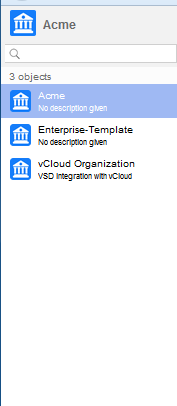 Acme
3 objects
Acme
No description given
Enterprise-Template
No description given
vCloud Organization
VSD Integration with vCloud